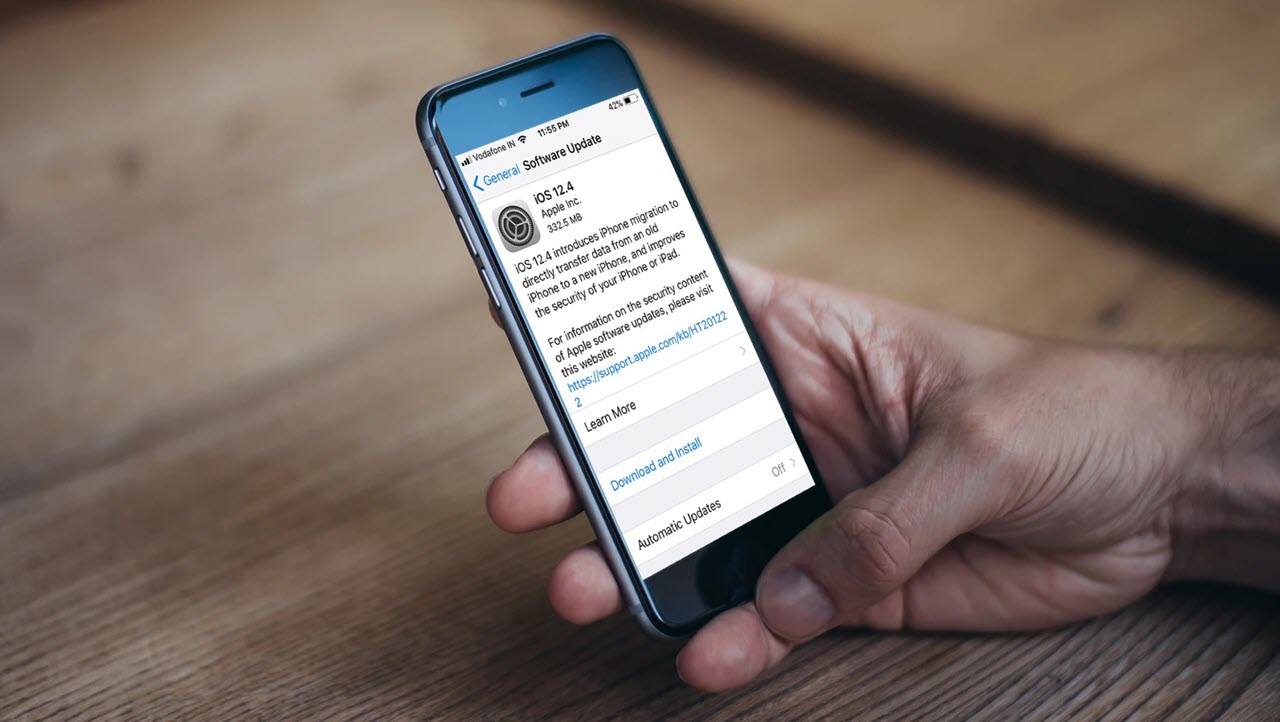 Vodafone IN 11:55 PM 42%
General Software Update
iOS 12.4
Apple Inc.
332.5 MB
iOS 12.4 introduces iPhone migration to
directly transfer data from an old
iPhone to a new iPhone, and improves
the security of your iPhone or iPad.
For information on the security content
of Apple software updates, please visit
this website:
https://support.apple.com/kb/HT20122
2
Learn More
Download and Install
Automatic Updates Off